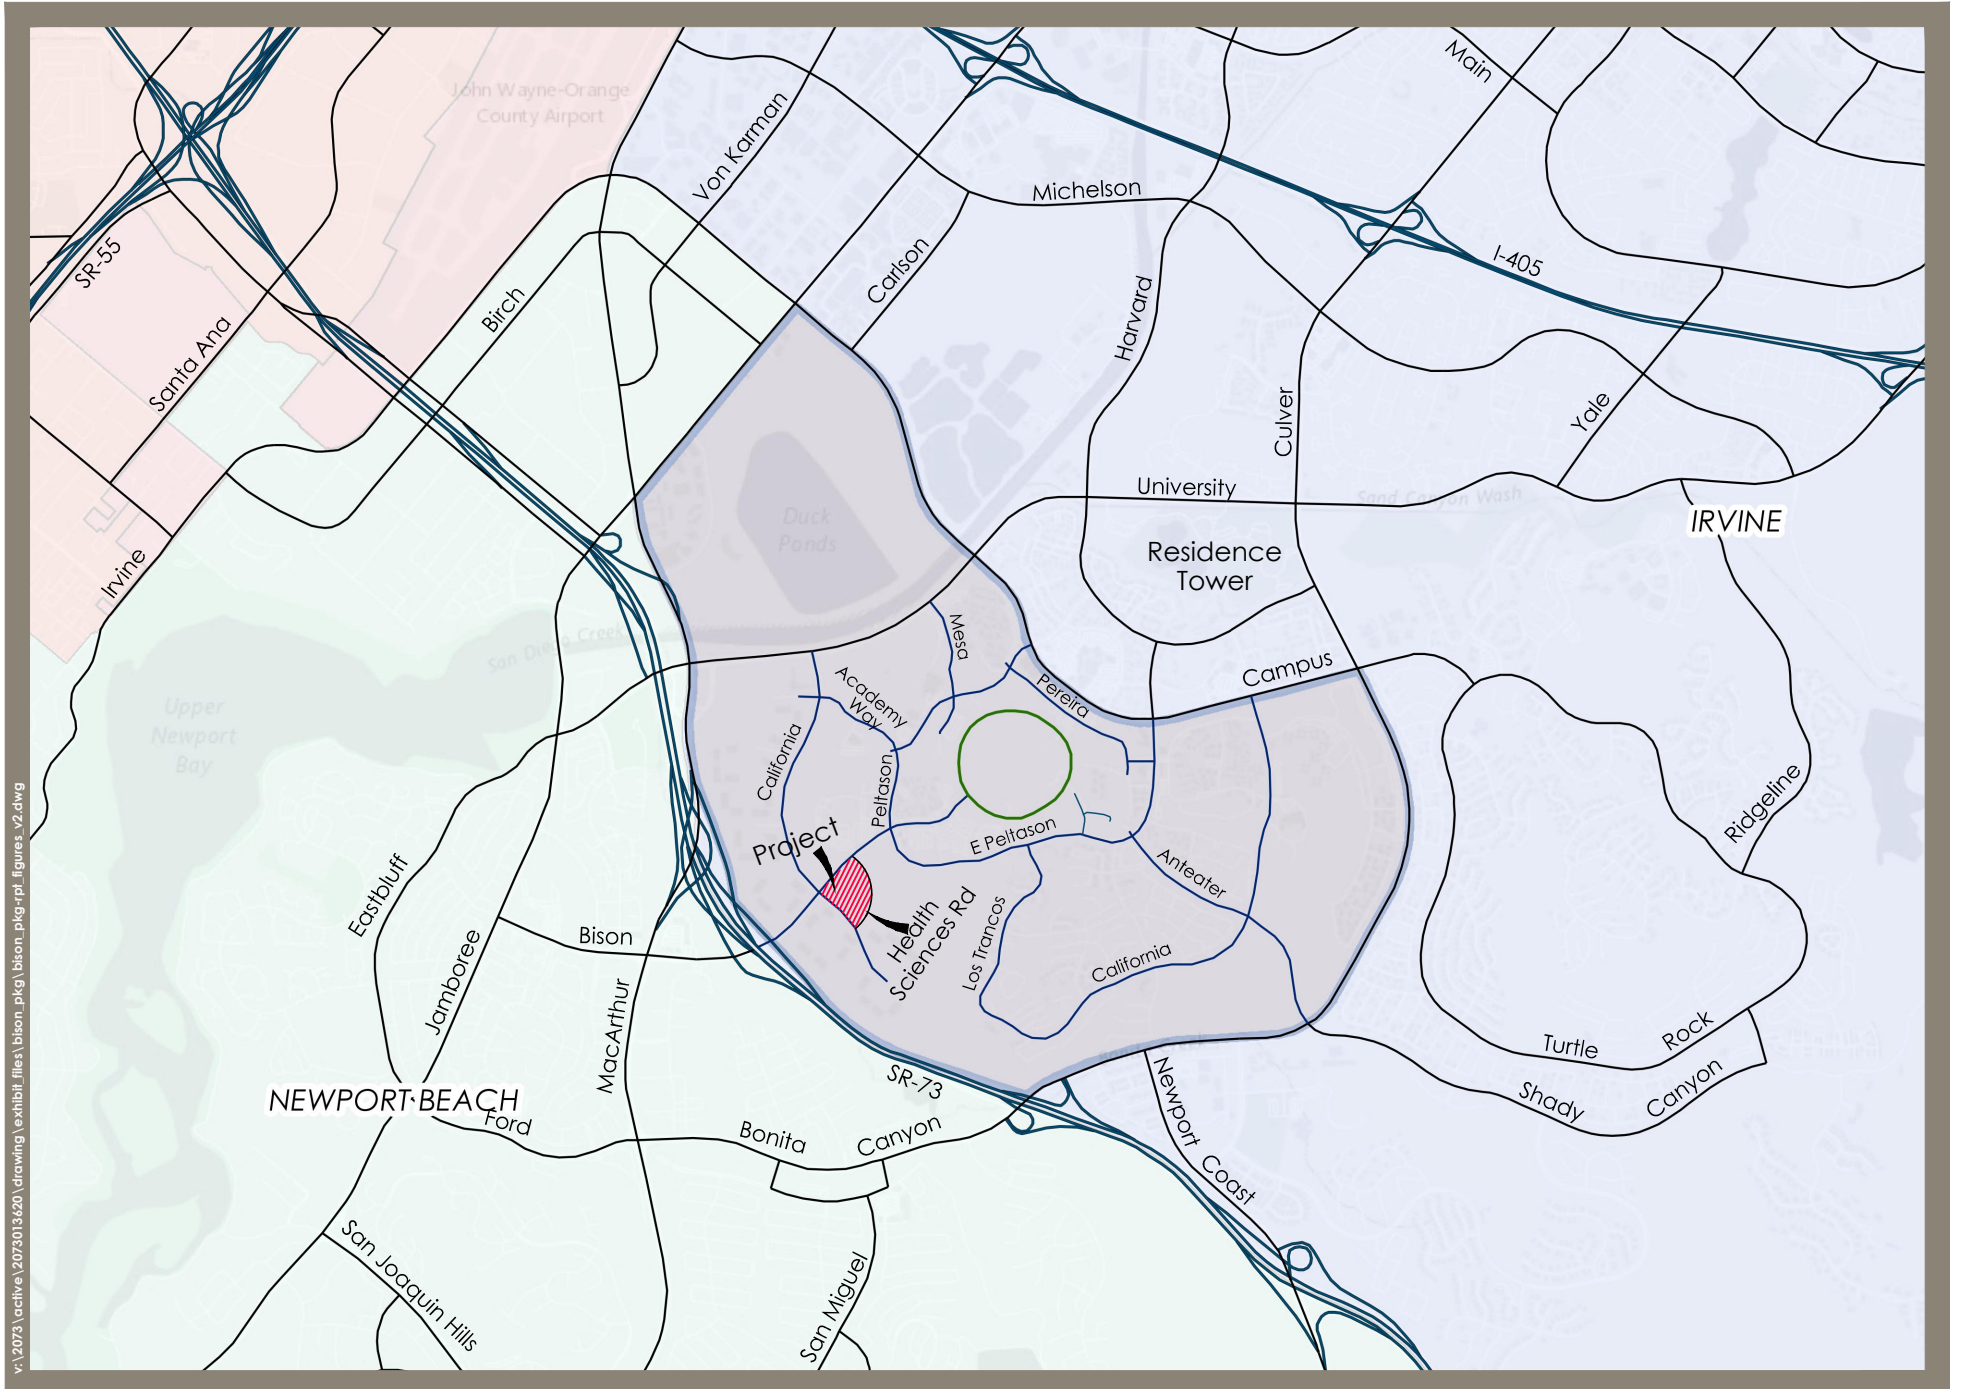 Main
John Wayne-Orange
County Airport
Von Karman
Michelson
SR-55
Carlson
I-405
Birch
Harvard
Santa Ana
Culver
Yale
University
Sand Canyon Wash
IRVINE
Duck
Ponds
Residence
Tower
Irvine
San Diego Creek
Mesa
Campus
Academy
Way
Pereira
Upper
Newport
Bay
California
Peltason
Ridgeline
Project
E Peltason
Anteater
Eastbluff
Health
Sciences Rd
Los Trancos
Bison
Jamboree
California
MacArthur
Turtle
Rock
SR-73
Newport
Coast
Shady
Canyon
NEWPORT BEACH
Ford
Bonita
Canyon
San Joaquin Hills
San Miguel
v:\2073\active\2073013620\drawing\exhibit_files\bison_pkg\bison_pkg-rpt_figures_v2.dwg